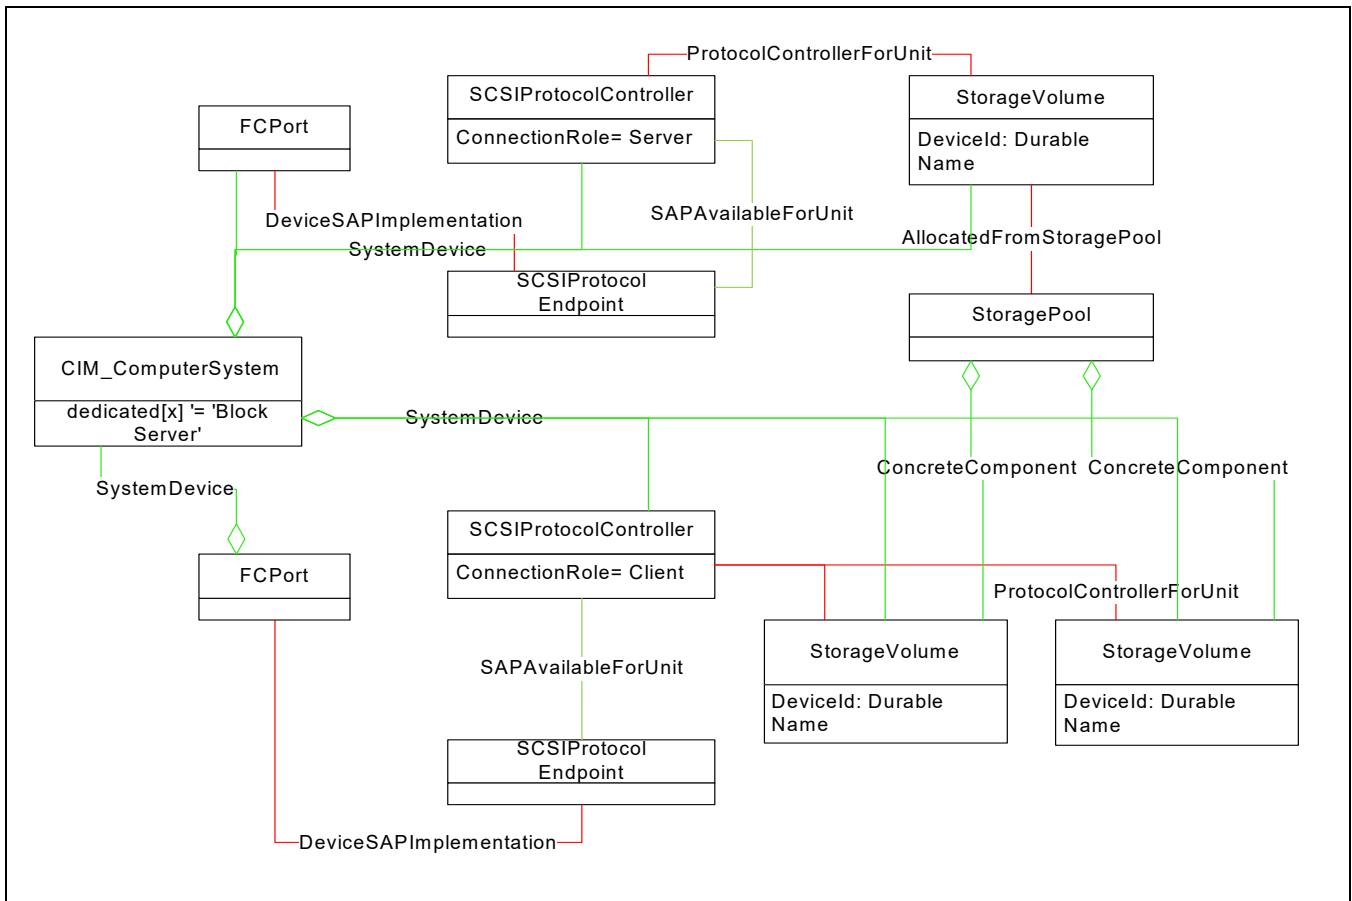 ProtocolControllerForUnit
SCSIProtocolController
ConnectionRole= Server
StorageVolume
DeviceId: Durable
Name
FCPort
DeviceSAPImplementation
SAPAvailableForUnit
SystemDevice
AllocatedFromStoragePool
SCSIProtocol
Endpoint
StoragePool
CIM_ComputerSystem
dedicated[x] '= 'Block
Server'
SystemDevice
ConcreteComponent
ConcreteComponent
SystemDevice
SCSIProtocolController
ConnectionRole= Client
FCPort
ProtocolControllerForUnit
StorageVolume
DeviceId: Durable
Name
StorageVolume
DeviceId: Durable
Name
SAPAvailableForUnit
SCSIProtocol
Endpoint
DeviceSAPImplementation